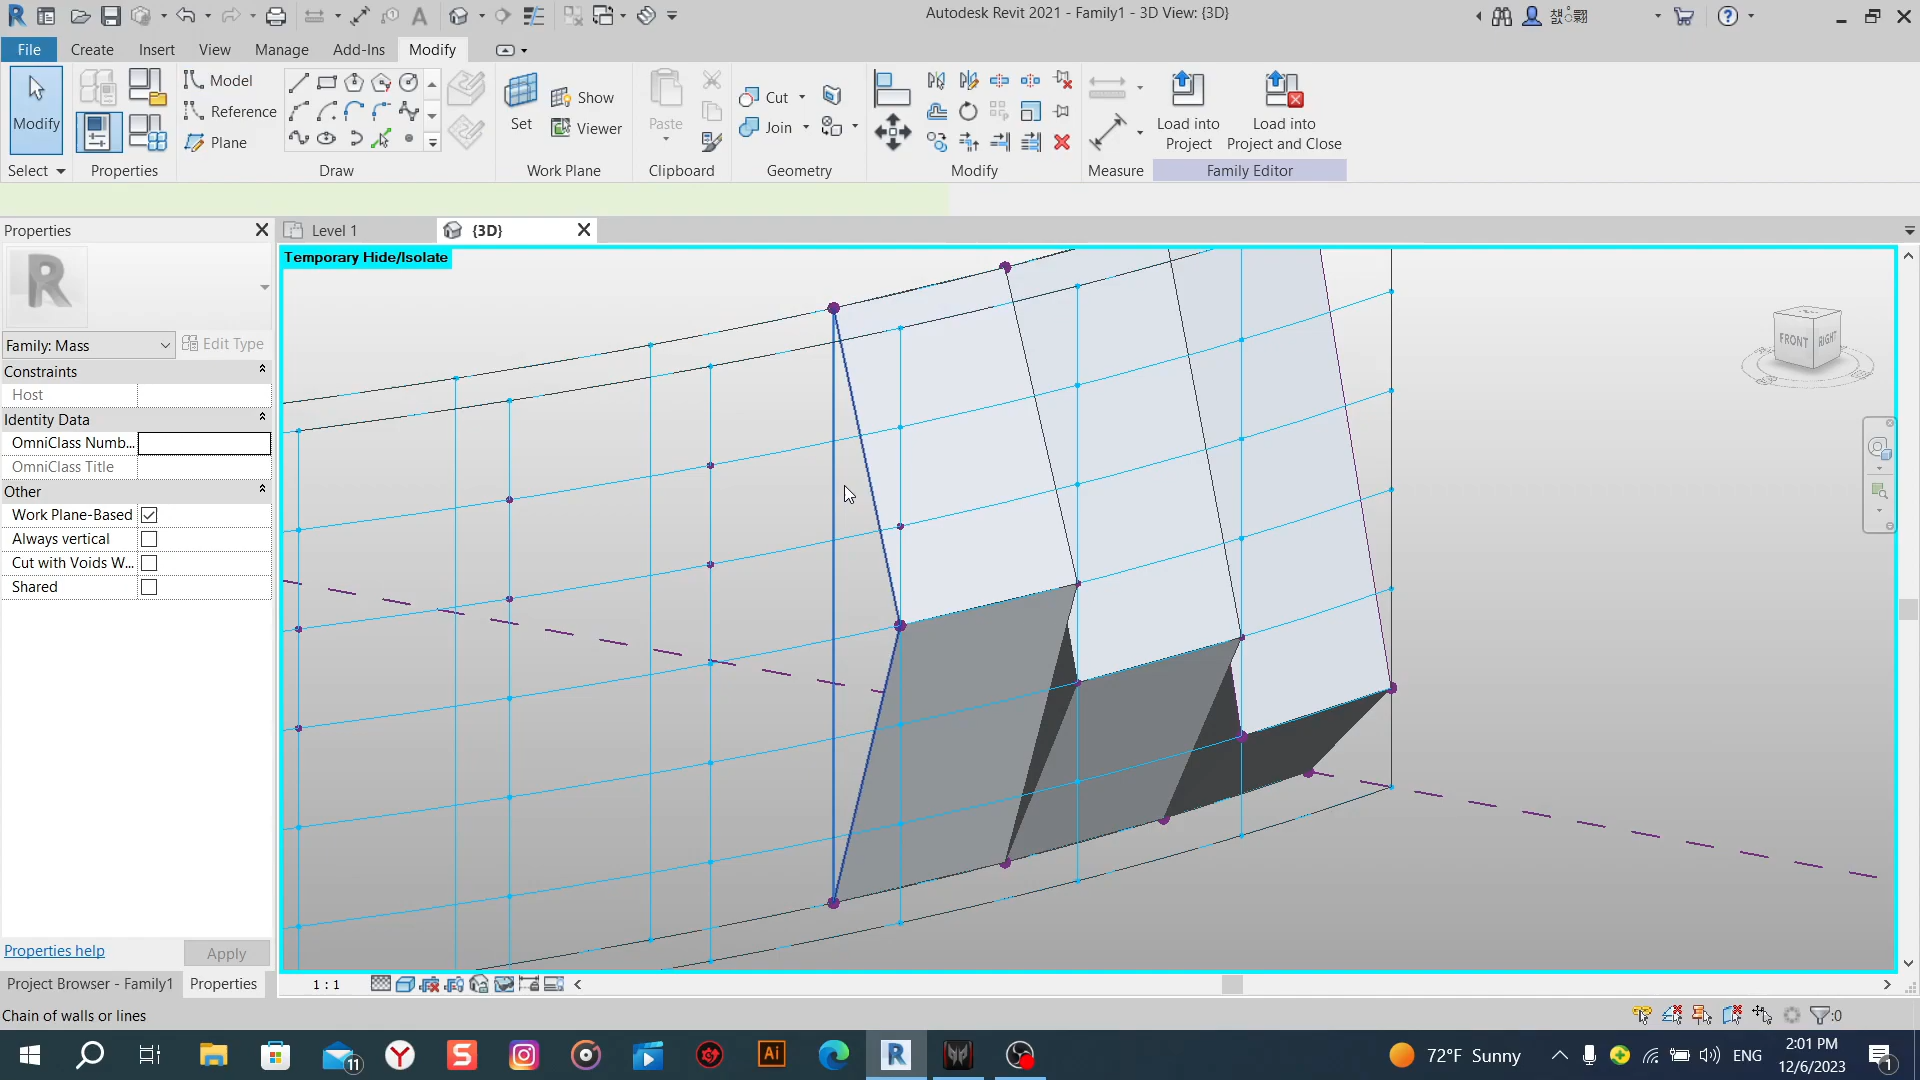 Autodesk Revit 2021 - Family1 - 3D View: {3D}
File Create Insert View Manage Add-Ins Modify
Modify
Model
Reference
Plane
Set
Show
Viewer
Paste
Cut
Join
Load into
Project
Load into
Project and Close
Select Properties Draw Work Plane Clipboard Geometry Modify Measure Family Editor
Properties
Level 1
{3D}
Temporary Hide/Isolate
Family: Mass
Edit Type
Constraints
Host
Identity Data
OmniClass Numb...
OmniClass Title
Other
Work Plane-Based
Always vertical
Cut with Voids W...
Shared
FRONT RIGHT
Properties help
Apply
Project Browser - Family1
Properties
1 : 1
Chain of walls or lines
:0
11
72°F Sunny
ENG
2:01 PM
12/6/2023
1